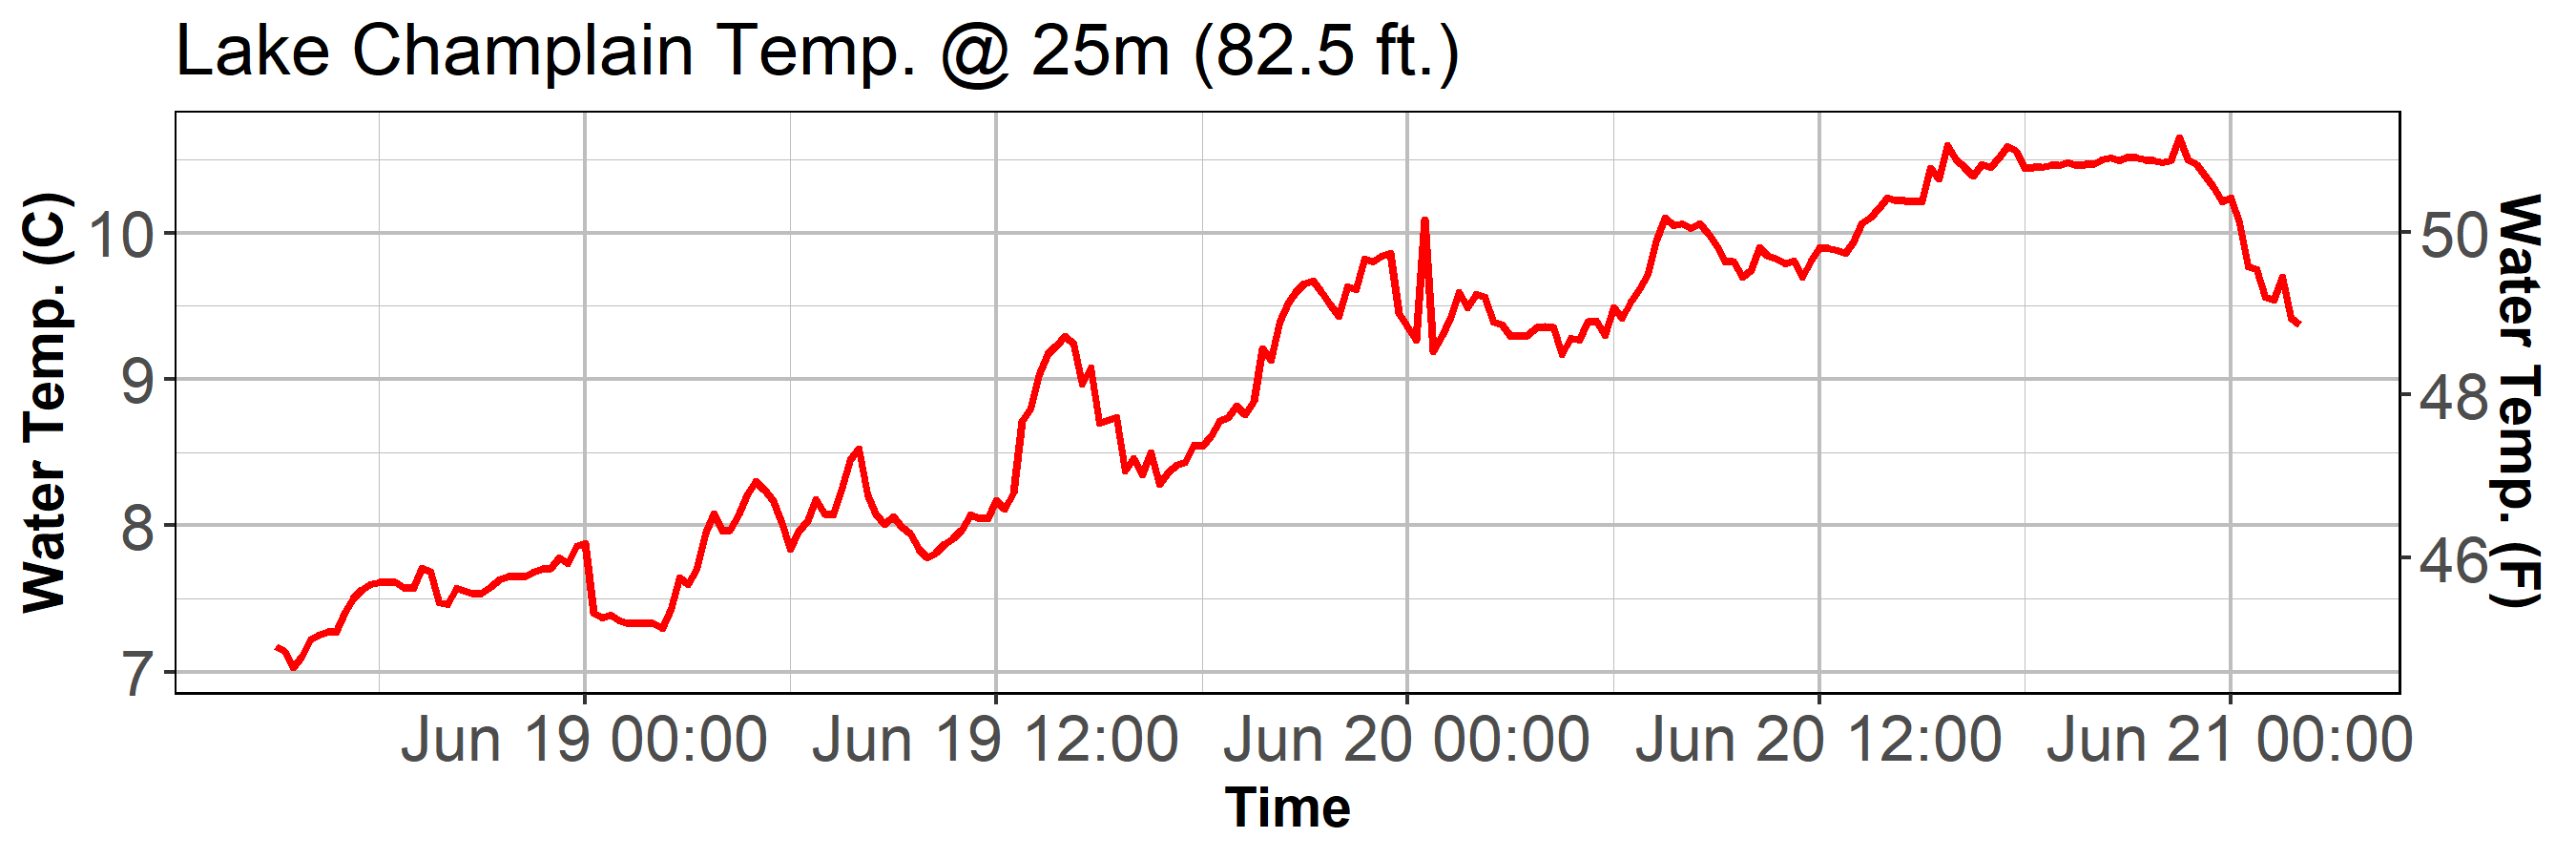 Lake Champlain Temp. @ 25m (82.5 ft.)
Water Temp. (C)
10
9
8
7
50
48
46
Water Temp. (F)
Jun 19 00:00 Jun 19 12:00 Jun 20 00:00 Jun 20 12:00 Jun 21 00:00
Time